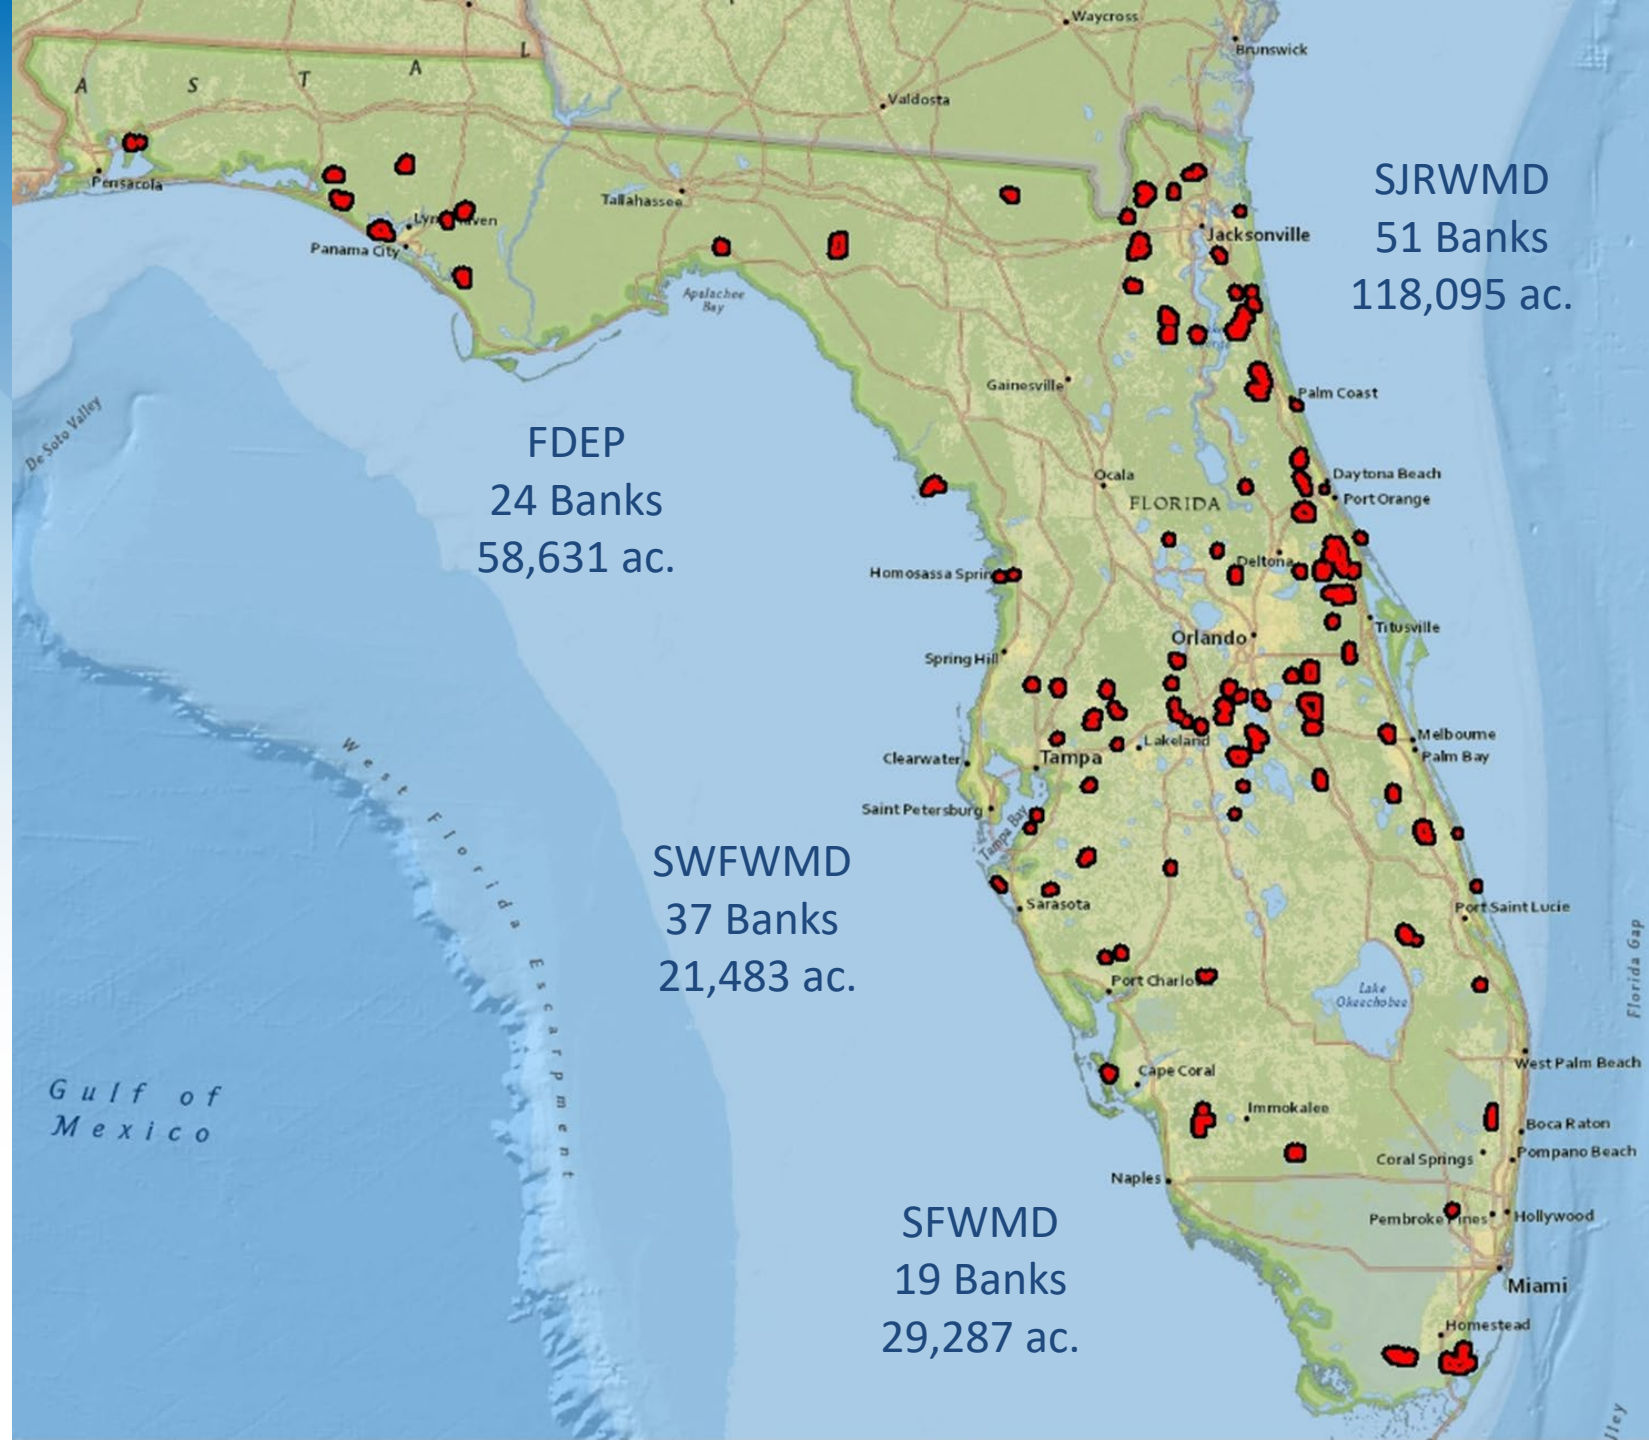 Waycross
Brunswick
L
A
S
T
A
Valdosta
Pensacola
Tallahassee
Jacksonville
Panama City
SJRWMD
51 Banks
118,095 ac.
Apalachee
Bay
Gainesville
Palm Coast
De Soto Valley
FDEP
24 Banks
58,631 ac.
Ocala
FLORIDA
Daytona Beach
Port Orange
Homosassa Sprin
Deltona
Titusville
Orlando
Spring Hill
Lakeland
Melbourne
Palm Bay
Clearwater
Tampa
Saint Petersburg
Tampa Bay
West Florida Escarpment
SWFWMD
37 Banks
21,483 ac.
Sarasota
Port Saint Lucie
Port Charlo
Lake
Okeechobee
Florida Gap
Gulf of
Mexico
Cape Coral
West Palm Beach
Immokalee
Boca Raton
Coral Springs
Pompano Beach
Naples
SFWMD
19 Banks
29,287 ac.
Pembroke Pines
Hollywood
Miami
Homestead